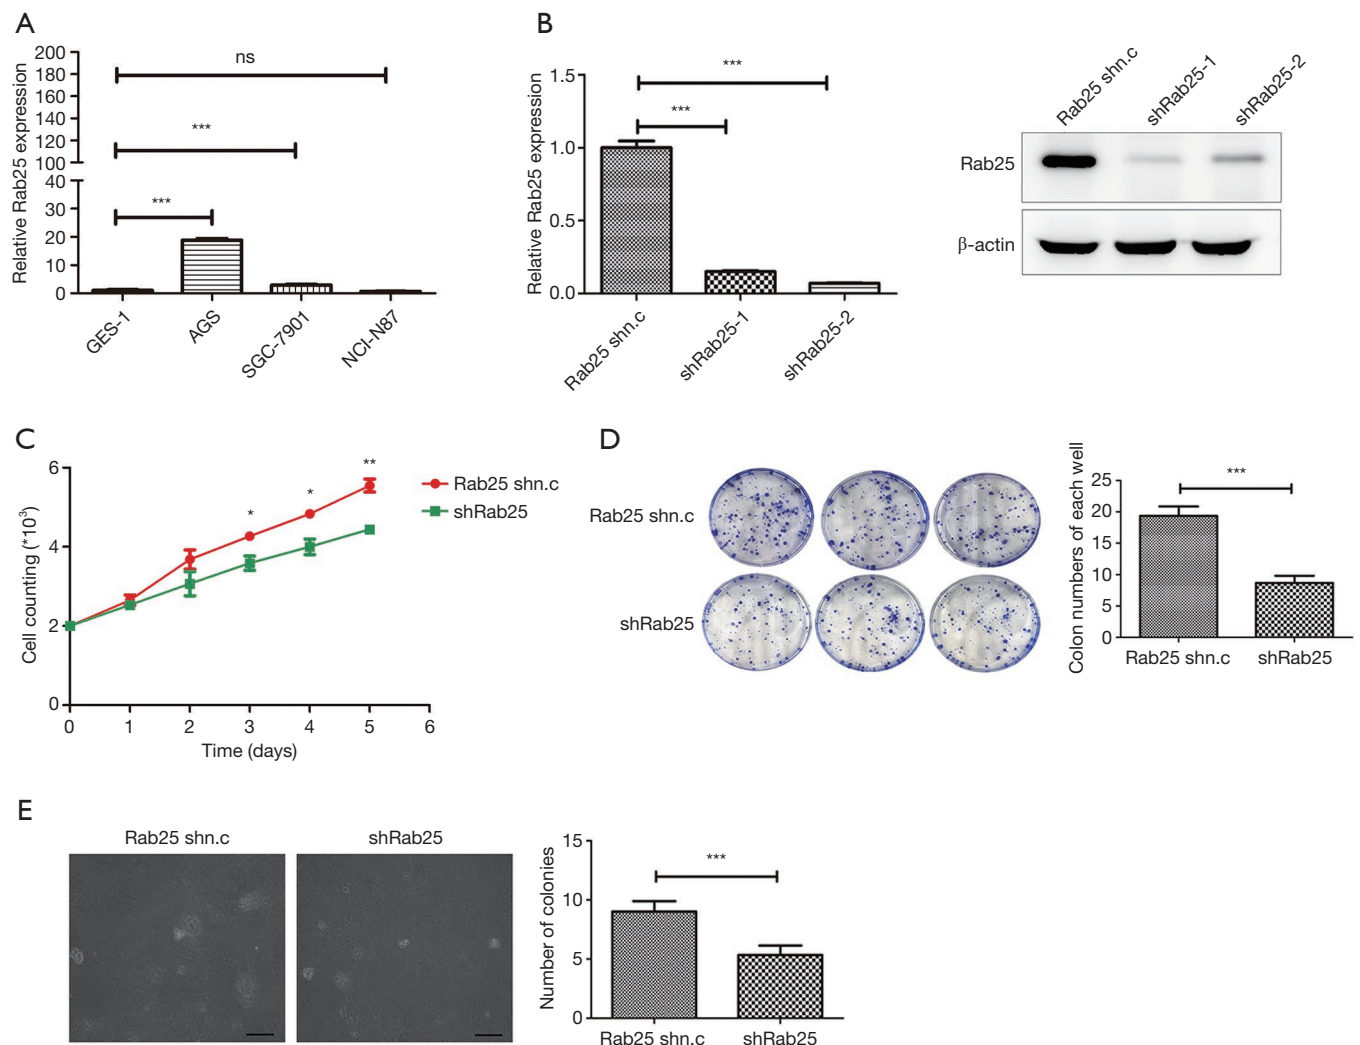 A
Relative Rab25 expression
200
180
160
140
120
100
40
30
20
10
0
ns
***
***
GES-1
AGS
SGC-7901
NCI-N87
B
Relative Rab25 expression
1.5
1.0
0.5
0.0
***
***
Rab25 shn.c
shRab25-1
shRab25-2
Rab25 shn.c
shRab25-1
shRab25-2
Rab25
β-actin
C
Cell counting (*10³)
6
4
2
0
*
*
**
Rab25 shn.c
shRab25
0 1 2 3 4 5 6
Time (days)
D
Rab25 shn.c
shRab25
Colon numbers of each well
25
20
15
10
5
0
***
Rab25 shn.c
shRab25
E
Rab25 shn.c
shRab25
Number of colonies
15
10
5
0
***
Rab25 shn.c
shRab25